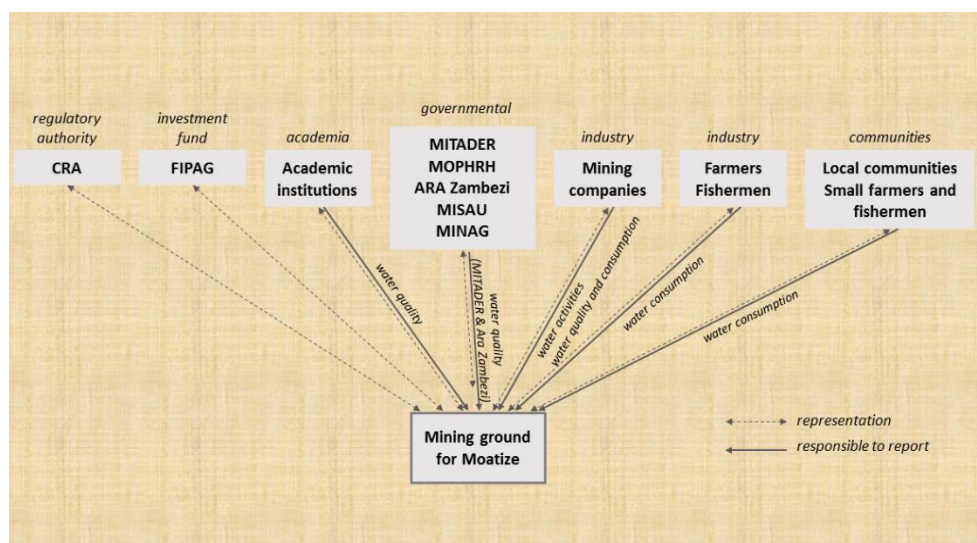 regulatory
authority
CRA
investment
fund
FIPAG
academia
Academic
institutions
governmental
MITADER
MOPHRH
ARA Zambezi
MISAU
MINAG
industry
Mining
companies
industry
Farmers
Fishermen
communities
Local communities
Small farmers and
fishermen
water quality
water quality
(MITADER & Ara Zambezi)
water activities
water quality and consumption
water consumption
water consumption
Mining ground
for Moatize
representation
responsible to report